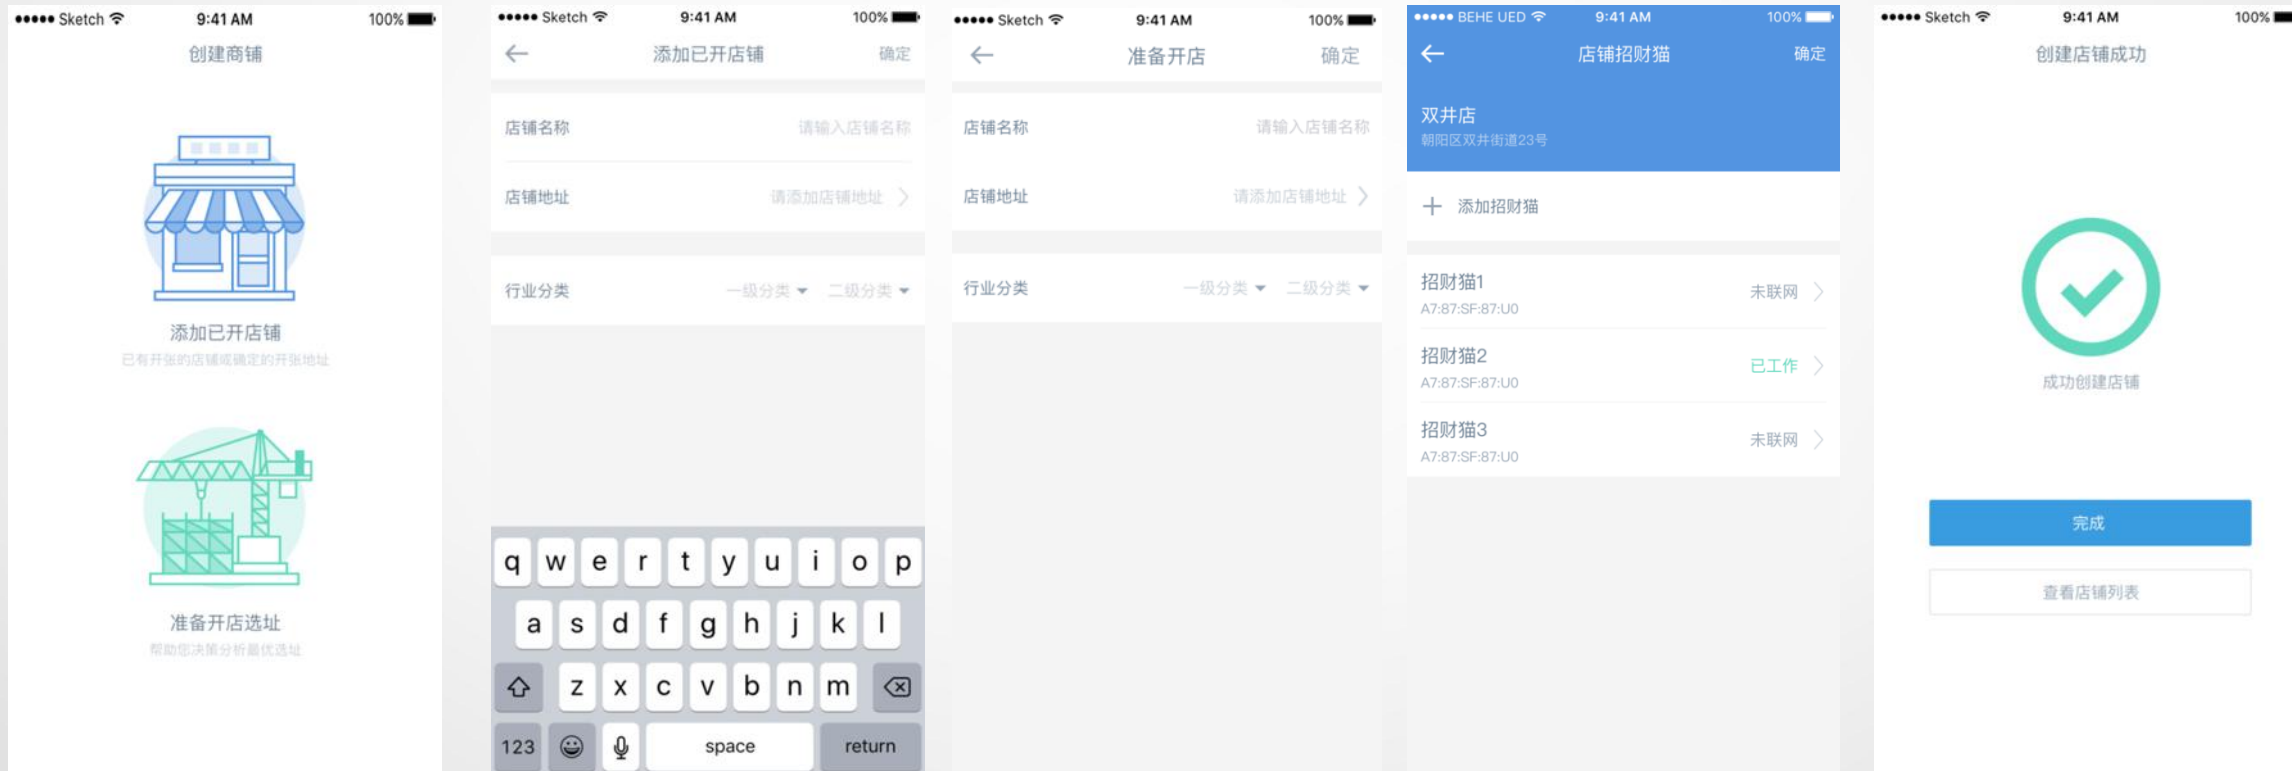 Sketch 9:41 AM 100%
创建商铺
添加已开店铺
已有开张的店铺或确定的开张地址
准备开店选址
帮助您决策分析最优选址
Sketch 9:41 AM 100%
添加已开店铺 确定
店铺名称 请输入店铺名称
店铺地址 请添加店铺地址
行业分类 一级分类 二级分类
q w e r t y u i o p
a s d f g h j k l
z x c v b n m
123 space return
Sketch 9:41 AM 100%
准备开店 确定
店铺名称 请输入店铺名称
店铺地址 请添加店铺地址
行业分类 一级分类 二级分类
BEHE UED 9:41 AM 100%
店铺招财猫 确定
双井店
朝阳区双井街道23号
添加招财猫
招财猫1 未联网
A7:87:SF:87:U0
招财猫2 已工作
A7:87:SF:87:U0
招财猫3 未联网
A7:87:SF:87:U0
Sketch 9:41 AM 100%
创建店铺成功
成功创建店铺
完成
查看店铺列表